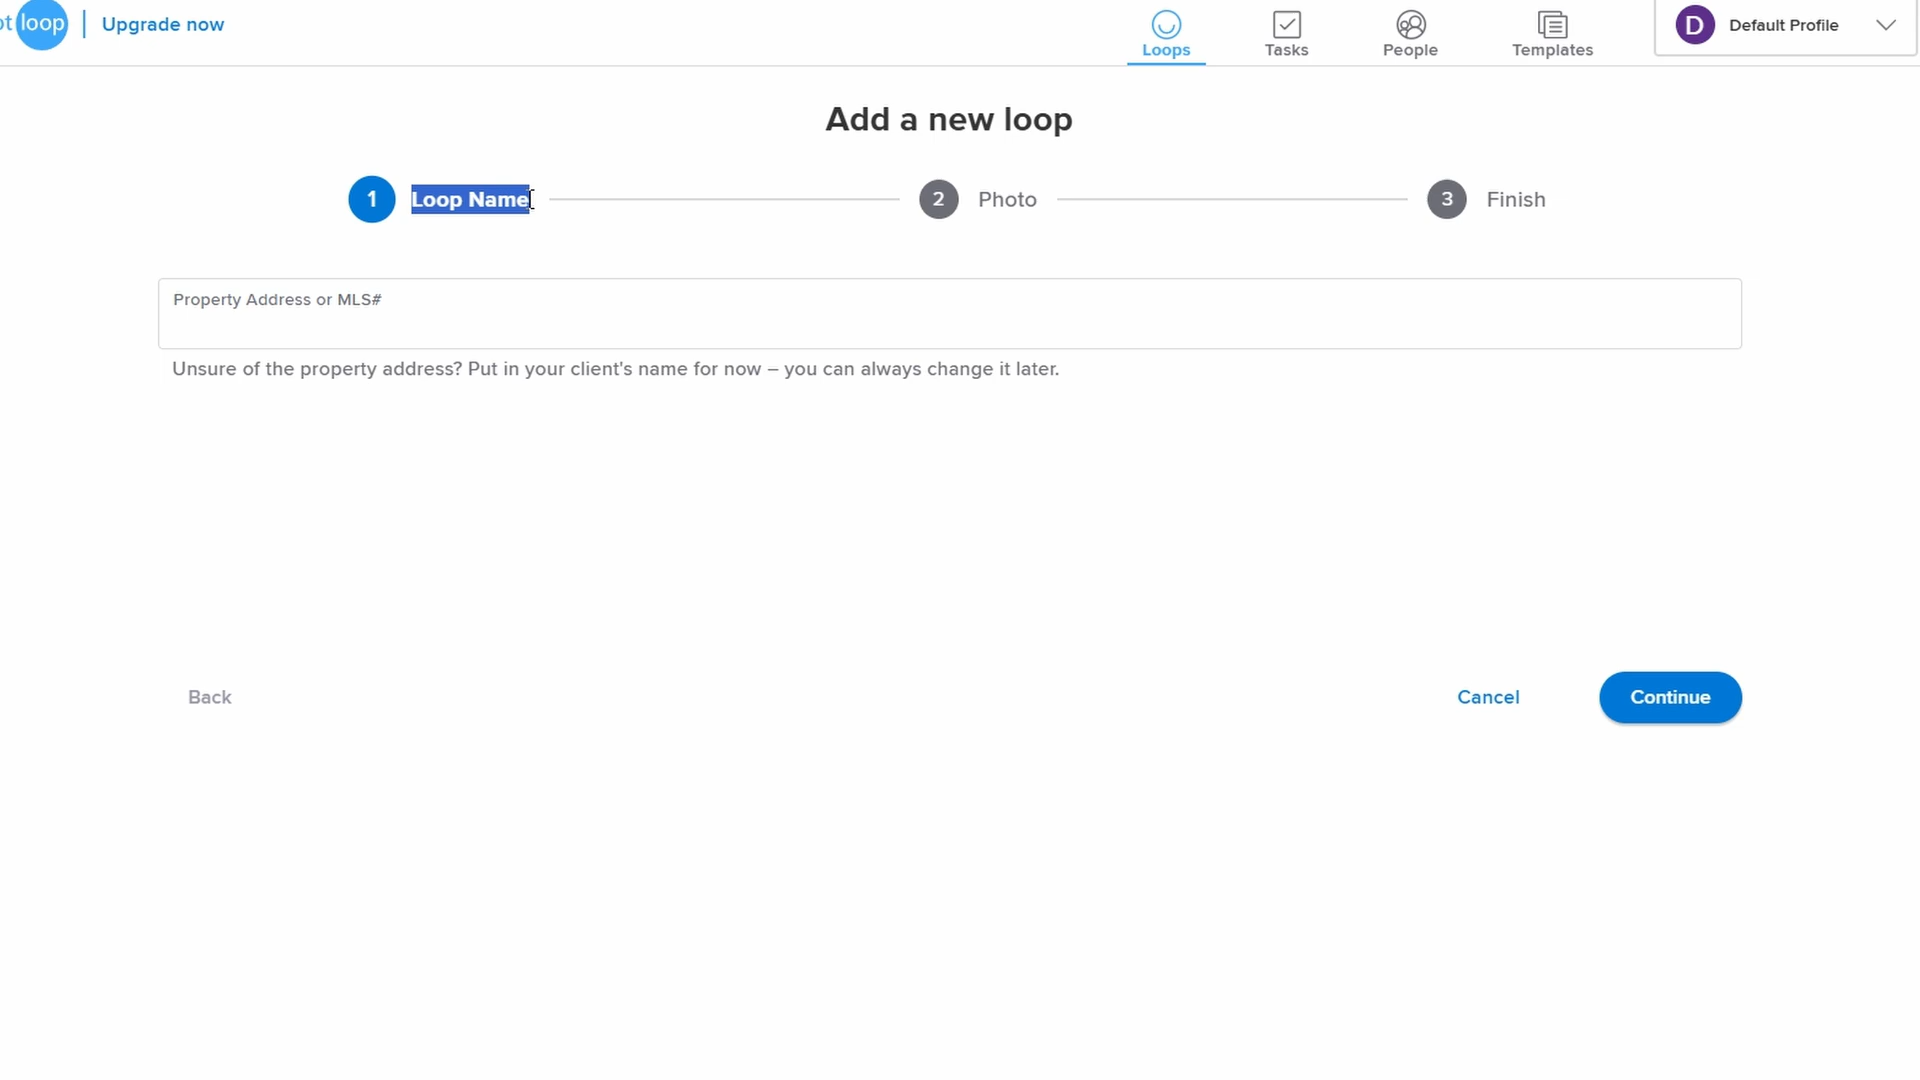 loop
Upgrade now
Loops
Tasks
People
Templates
D
Default Profile
Add a new loop
1 Loop Name
2 Photo
3 Finish
Property Address or MLS#
Unsure of the property address? Put in your client's name for now – you can always change it later.
Back
Cancel
Continue